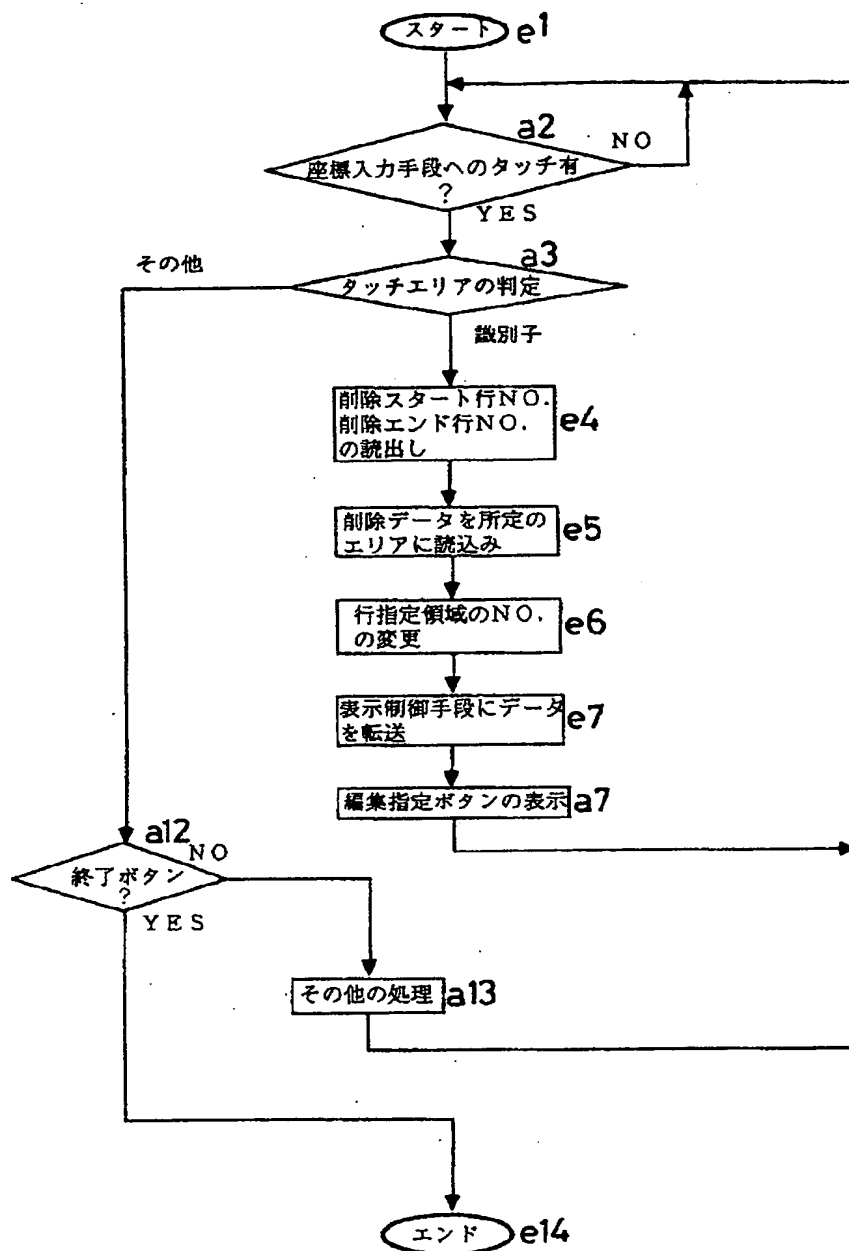 スタート e1
a2
NO
座標入力手段へのタッチ有
?
YES
a3
その他
タッチエリアの判定
識別子
削除スタート行NO.
削除エンド行NO.
の読出し
e4
削除データを所定の
エリアに読込み
e5
行指定領域のNO.
の変更
e6
表示制御手段にデータ
を転送
e7
編集指定ボタンの表示 a7
a12
NO
終了ボタン
?
YES
その他の処理 a13
エンド e14